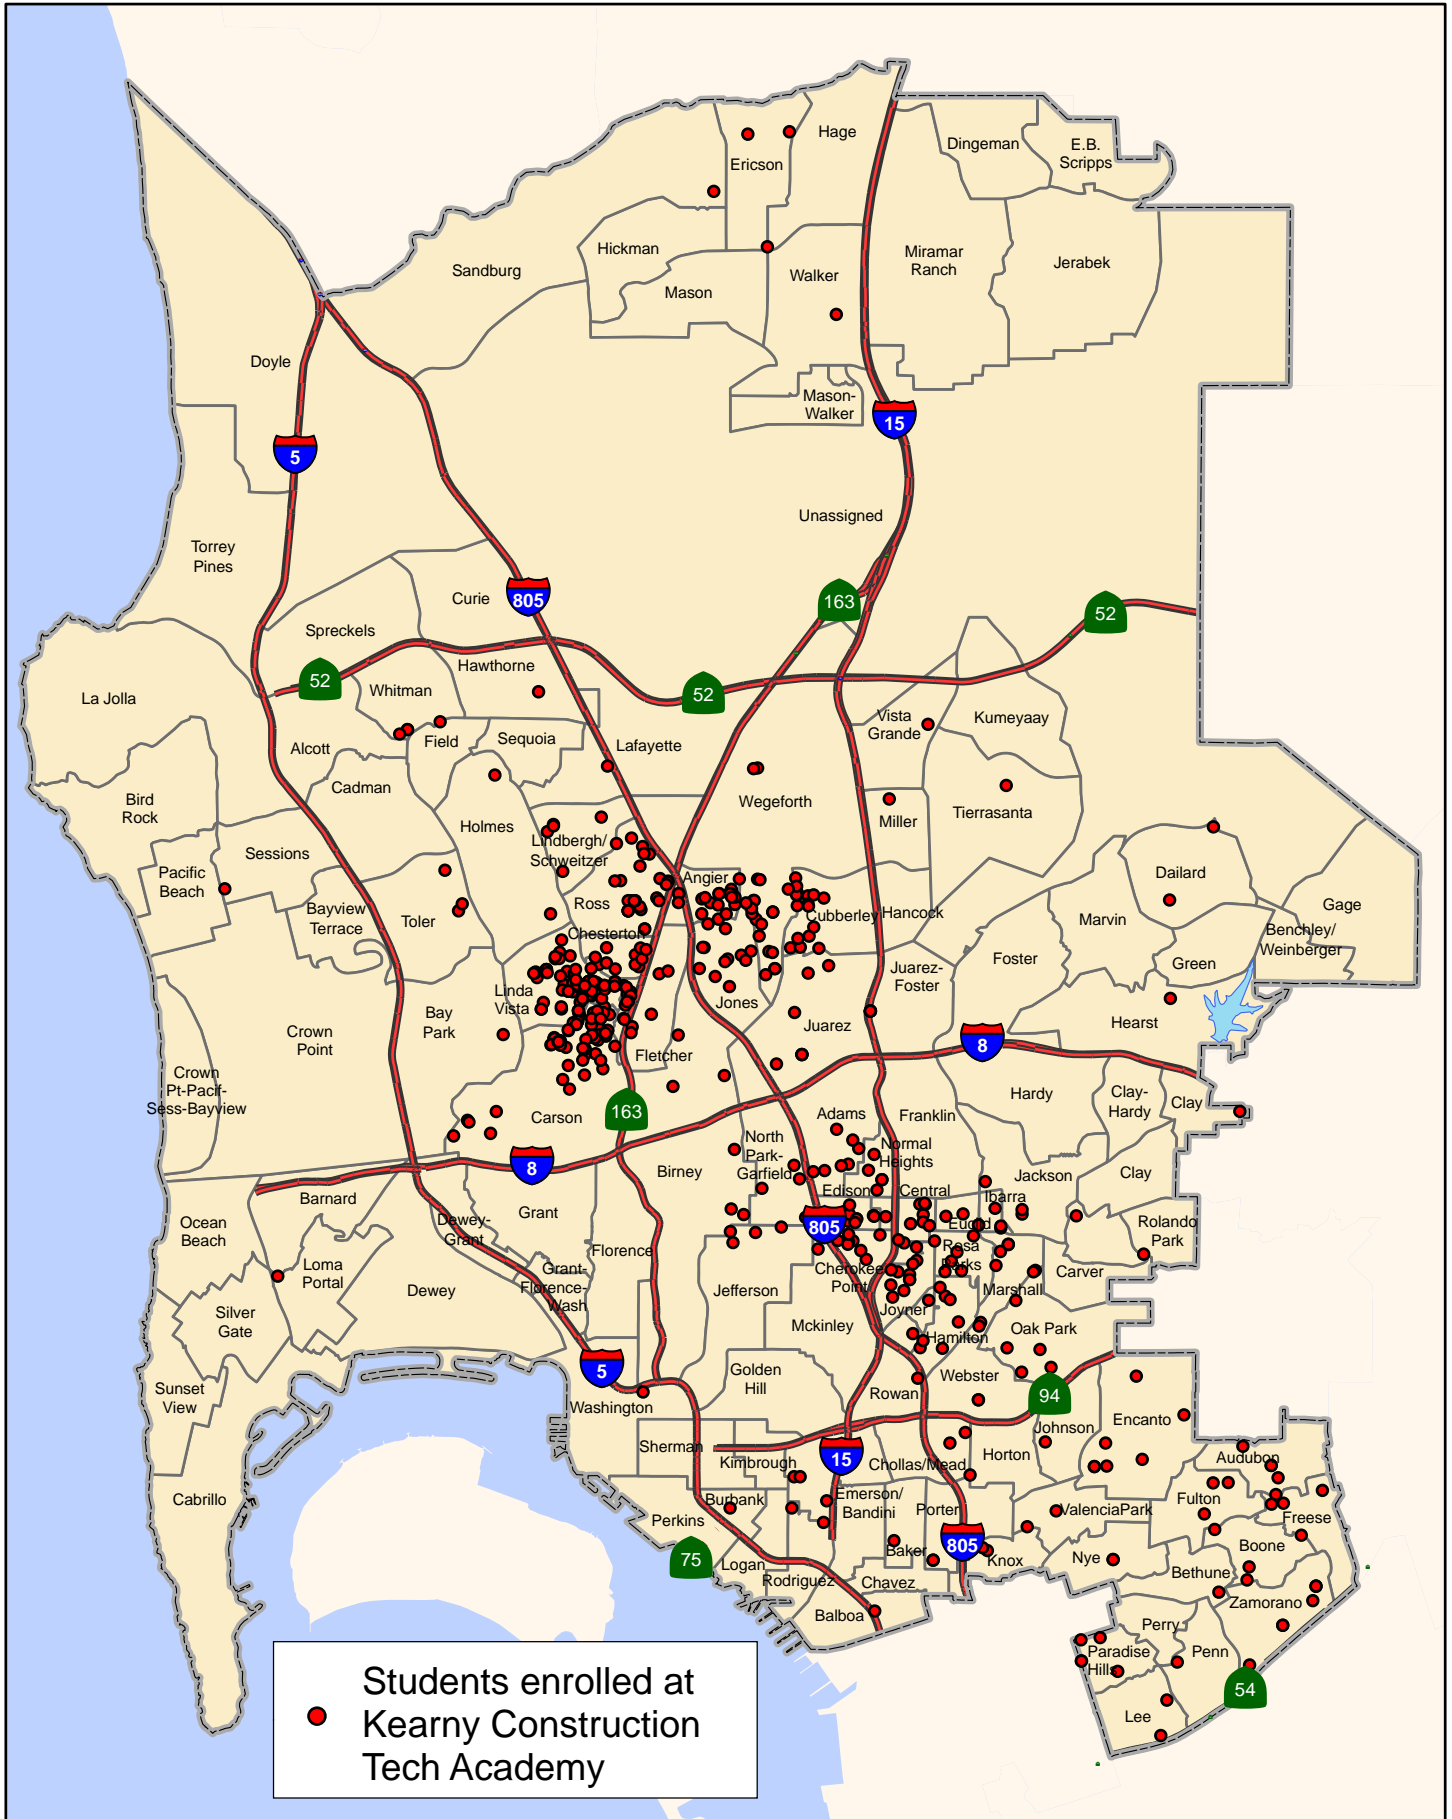 Hage
Dingeman
E.B.
Scripps
Ericson
Hickman
Sandburg
Mason
Walker
Miramar
Ranch
Jerabek
Doyle
Mason-
Walker
15
5
Unassigned
Torrey
Pines
Curie
805
163
52
Spreckels
Hawthorne
52
Whitman
52
La Jolla
Vista
Grande
Kumeyaay
Alcott
Field
Sequoia
Lafayette
Cadman
Bird
Rock
Wegeforth
Miller
Tierrasanta
Holmes
Lindbergh/
Schweitzer
Sessions
Pacific
Beach
Angier
Dailard
Bayview
Terrace
Toler
Ross
Cubberley
Hancock
Marvin
Gage
Chesterton
Benchley/
Weinberger
Foster
Green
Juarez-
Foster
Linda
Vista
Jones
Bay
Park
Juarez
Hearst
Crown
Point
8
Fletcher
Crown
Pt-Pacif-
Sess-Bayview
Hardy
Clay-
Hardy
Clay
163
Carson
Adams
Franklin
North
Park-
Garfield
Normal
Heights
8
Birney
Jackson
Clay
Barnard
Edison
Central
Ibarra
Ocean
Beach
Dewey-
Grant
Grant
805
Euclid
Rolando
Park
Florence
Rosa
Parks
Loma
Portal
Grant-
Florence-
Wash
Cherokee
Point
Carver
Dewey
Jefferson
Marshall
Silver
Gate
Joyner
Mckinley
Hamilton
Oak Park
5
Golden
Hill
Webster
Sunset
View
Rowan
94
Washington
Encanto
Johnson
Sherman
Kimbrough
15
Chollas/Mead
Horton
Audubon
Cabrillo
Burbank
Emerson/
Bandini
Porter
ValenciaPark
Fulton
Freese
Perkins
75
Baker
805
Knox
Nye
Boone
Logan
Rodriguez
Chavez
Bethune
Zamorano
Balboa
Perry
Paradise
Hills
Penn
54
Lee
Students enrolled at
Kearny Construction
Tech Academy